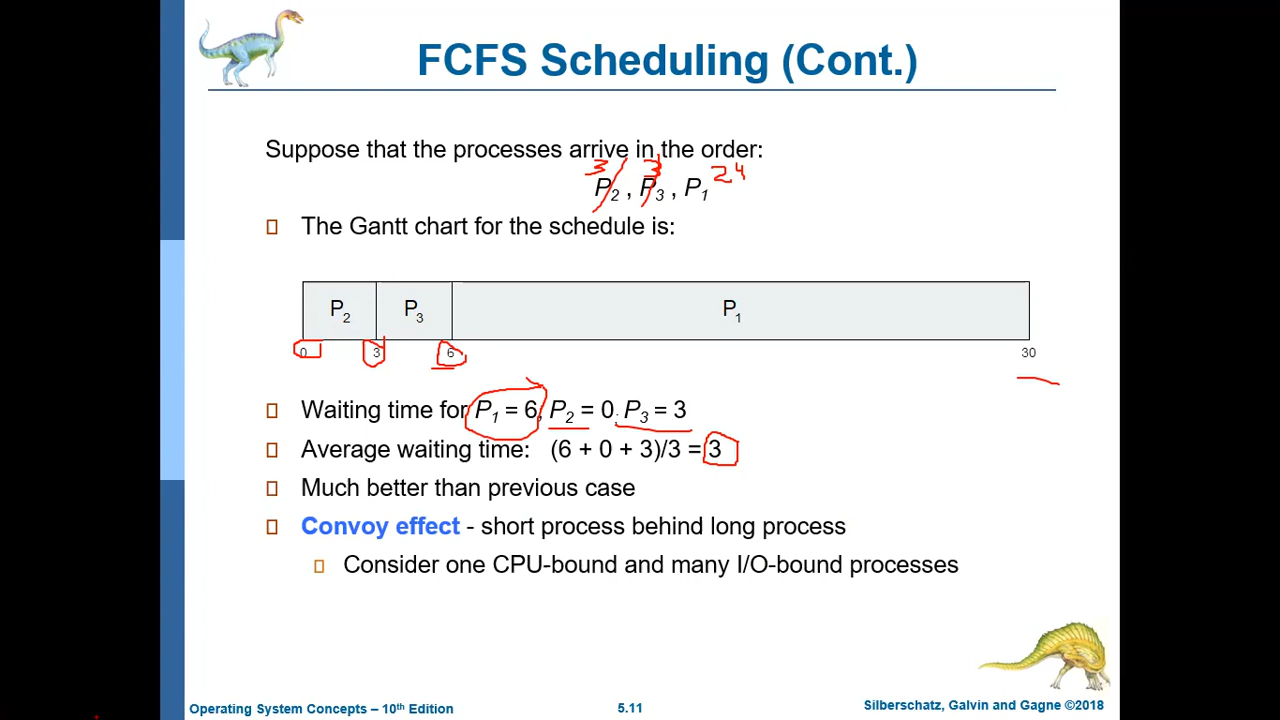 FCFS Scheduling (Cont.)
Suppose that the processes arrive in the order:
3 3 24
P2 , P3 , P1
The Gantt chart for the schedule is:
P2 P3 P1
0 3 6 30
Waiting time for P1 = 6, P2 = 0, P3 = 3
Average waiting time: (6 + 0 + 3)/3 = 3
Much better than previous case
Convoy effect - short process behind long process
Consider one CPU-bound and many I/O-bound processes
Operating System Concepts – 10th Edition 5.11 Silberschatz, Galvin and Gagne ©2018